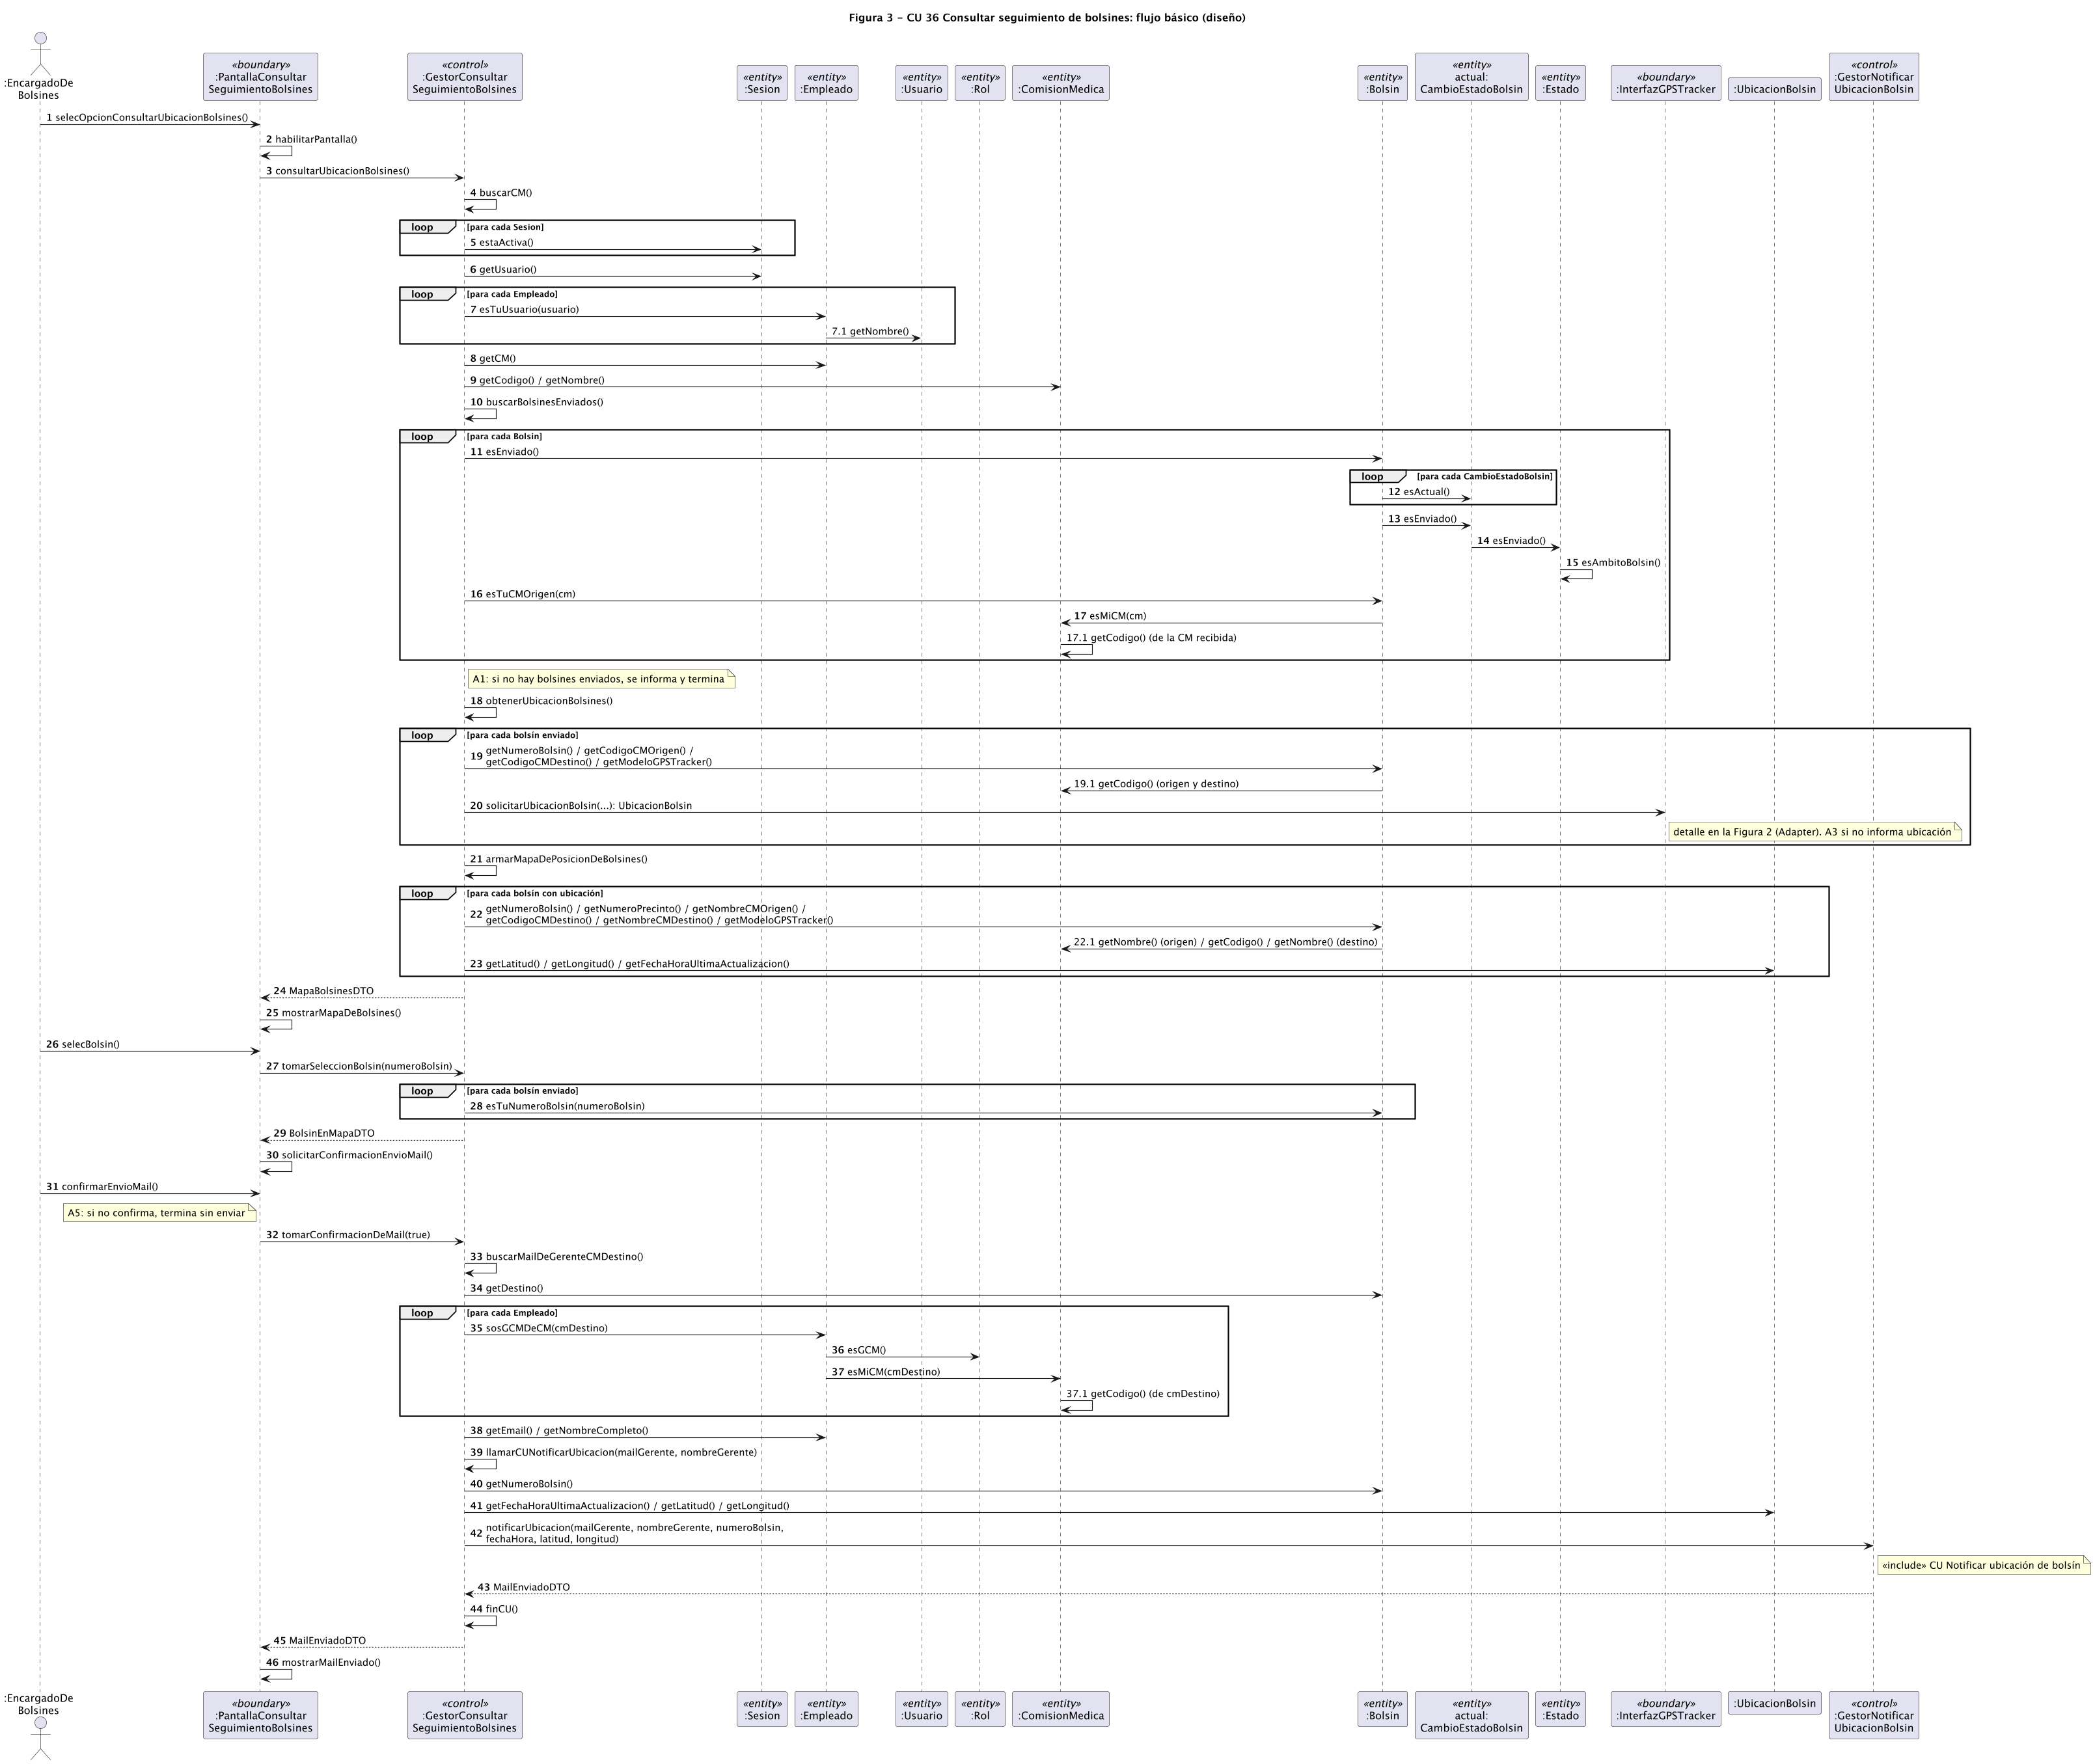 Figura 3 - CU 36 Consultar seguimiento de bolsines: flujo básico (diseño)
:EncargadoDe
Bolsines
«boundary»
:PantallaConsultar
SeguimientoBolsines
«control»
:GestorConsultar
SeguimientoBolsines
«entity»
:Sesion
«entity»
:Empleado
«entity»
:Usuario
«entity»
:Rol
«entity»
:ComisionMedica
«entity»
:Bolsin
«entity»
actual:
CambioEstadoBolsin
«entity»
:Estado
«boundary»
:InterfazGPSTracker
:UbicacionBolsin
«control»
:GestorNotificar
UbicacionBolsin
1 selecOpcionConsultarUbicacionBolsines()
2 habilitarPantalla()
3 consultarUbicacionBolsines()
4 buscarCM()
loop [para cada Sesion]
5 estaActiva()
6 getUsuario()
loop [para cada Empleado]
7 esTuUsuario(usuario)
7.1 getNombre()
8 getCM()
9 getCodigo() / getNombre()
10 buscarBolsinesEnviados()
loop [para cada Bolsin]
11 esEnviado()
loop [para cada CambioEstadoBolsin]
12 esActual()
13 esEnviado()
14 esEnviado()
15 esAmbitoBolsin()
16 esTuCMOrigen(cm)
17 esMiCM(cm)
17.1 getCodigo() (de la CM recibida)
A1: si no hay bolsines enviados, se informa y termina
18 obtenerUbicacionBolsines()
loop [para cada bolsín enviado]
19 getNumeroBolsin() / getCodigoCMOrigen() /
getCodigoCMDestino() / getModeloGPSTracker()
19.1 getCodigo() (origen y destino)
20 solicitarUbicacionBolsin(...): UbicacionBolsin
detalle en la Figura 2 (Adapter). A3 si no informa ubicación
21 armarMapaDePosicionDeBolsines()
loop [para cada bolsín con ubicación]
22 getNumeroBolsin() / getNumeroPrecinto() / getNombreCMOrigen() /
getCodigoCMDestino() / getNombreCMDestino() / getModeloGPSTracker()
22.1 getNombre() (origen) / getCodigo() / getNombre() (destino)
23 getLatitud() / getLongitud() / getFechaHoraUltimaActualizacion()
24 MapaBolsinesDTO
25 mostrarMapaDeBolsines()
26 selecBolsin()
27 tomarSeleccionBolsin(numeroBolsin)
loop [para cada bolsín enviado]
28 esTuNumeroBolsin(numeroBolsin)
29 BolsinEnMapaDTO
30 solicitarConfirmacionEnvioMail()
31 confirmarEnvioMail()
A5: si no confirma, termina sin enviar
32 tomarConfirmacionDeMail(true)
33 buscarMailDeGerenteCMDestino()
34 getDestino()
loop [para cada Empleado]
35 sosGCMDeCM(cmDestino)
36 esGCM()
37 esMiCM(cmDestino)
37.1 getCodigo() (de cmDestino)
38 getEmail() / getNombreCompleto()
39 llamarCUNotificarUbicacion(mailGerente, nombreGerente)
40 getNumeroBolsin()
41 getFechaHoraUltimaActualizacion() / getLatitud() / getLongitud()
42 notificarUbicacion(mailGerente, nombreGerente, numeroBolsin,
fechaHora, latitud, longitud)
«include» CU Notificar ubicación de bolsín
43 MailEnviadoDTO
44 finCU()
45 MailEnviadoDTO
46 mostrarMailEnviado()
:EncargadoDe
Bolsines
«boundary»
:PantallaConsultar
SeguimientoBolsines
«control»
:GestorConsultar
SeguimientoBolsines
«entity»
:Sesion
«entity»
:Empleado
«entity»
:Usuario
«entity»
:Rol
«entity»
:ComisionMedica
«entity»
:Bolsin
«entity»
actual:
CambioEstadoBolsin
«entity»
:Estado
«boundary»
:InterfazGPSTracker
:UbicacionBolsin
«control»
:GestorNotificar
UbicacionBolsin